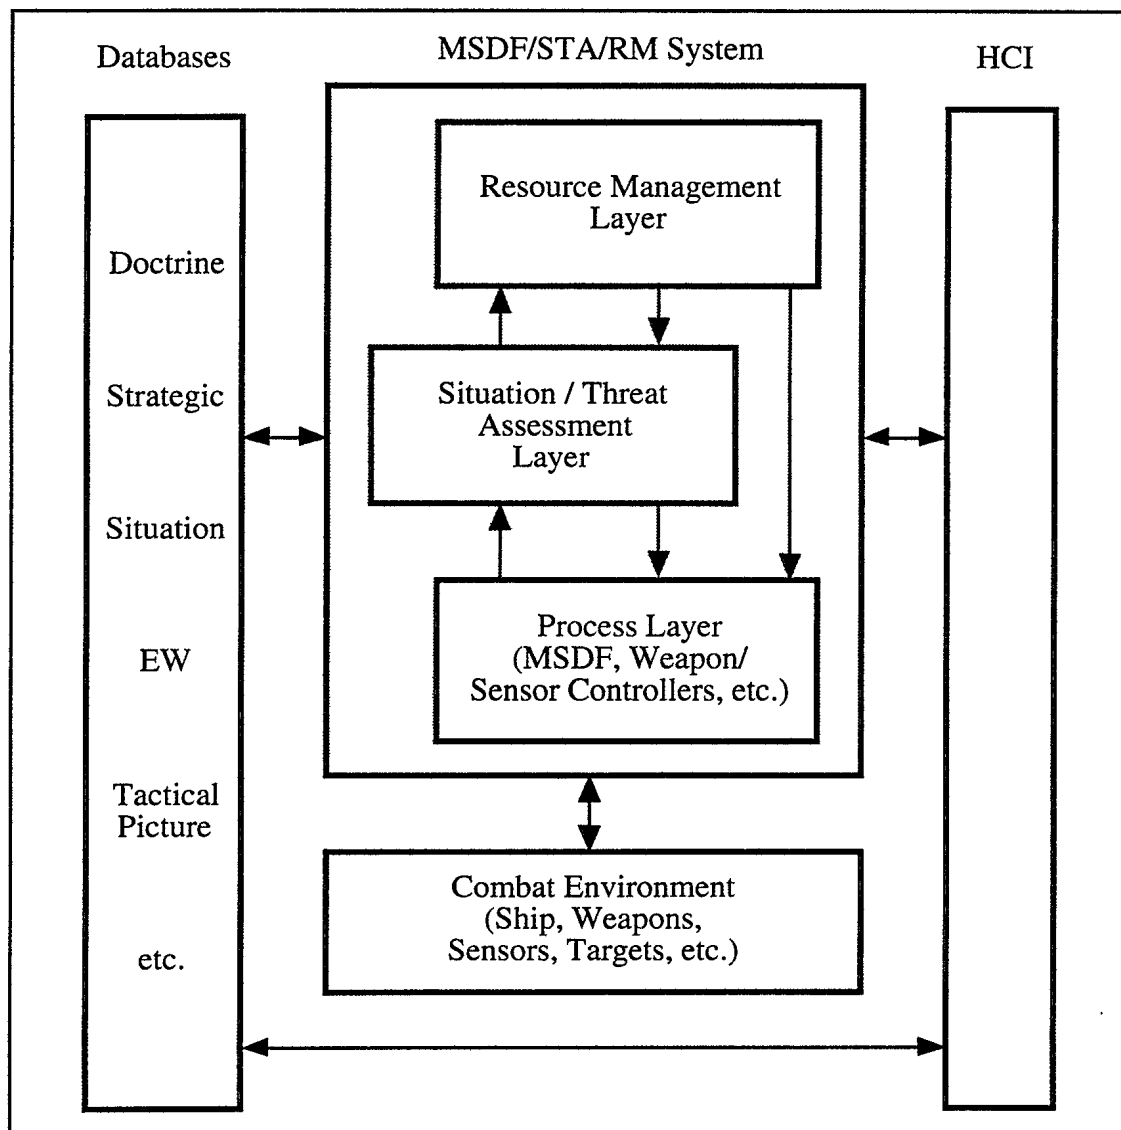 Databases
MSDF/STA/RM System
HCI
Resource Management
Layer
Doctrine
Strategic
Situation / Threat
Assessment
Layer
Situation
EW
Process Layer
(MSDF, Weapon/
Sensor Controllers, etc.)
Tactical
Picture
Combat Environment
(Ship, Weapons,
Sensors, Targets, etc.)
etc.